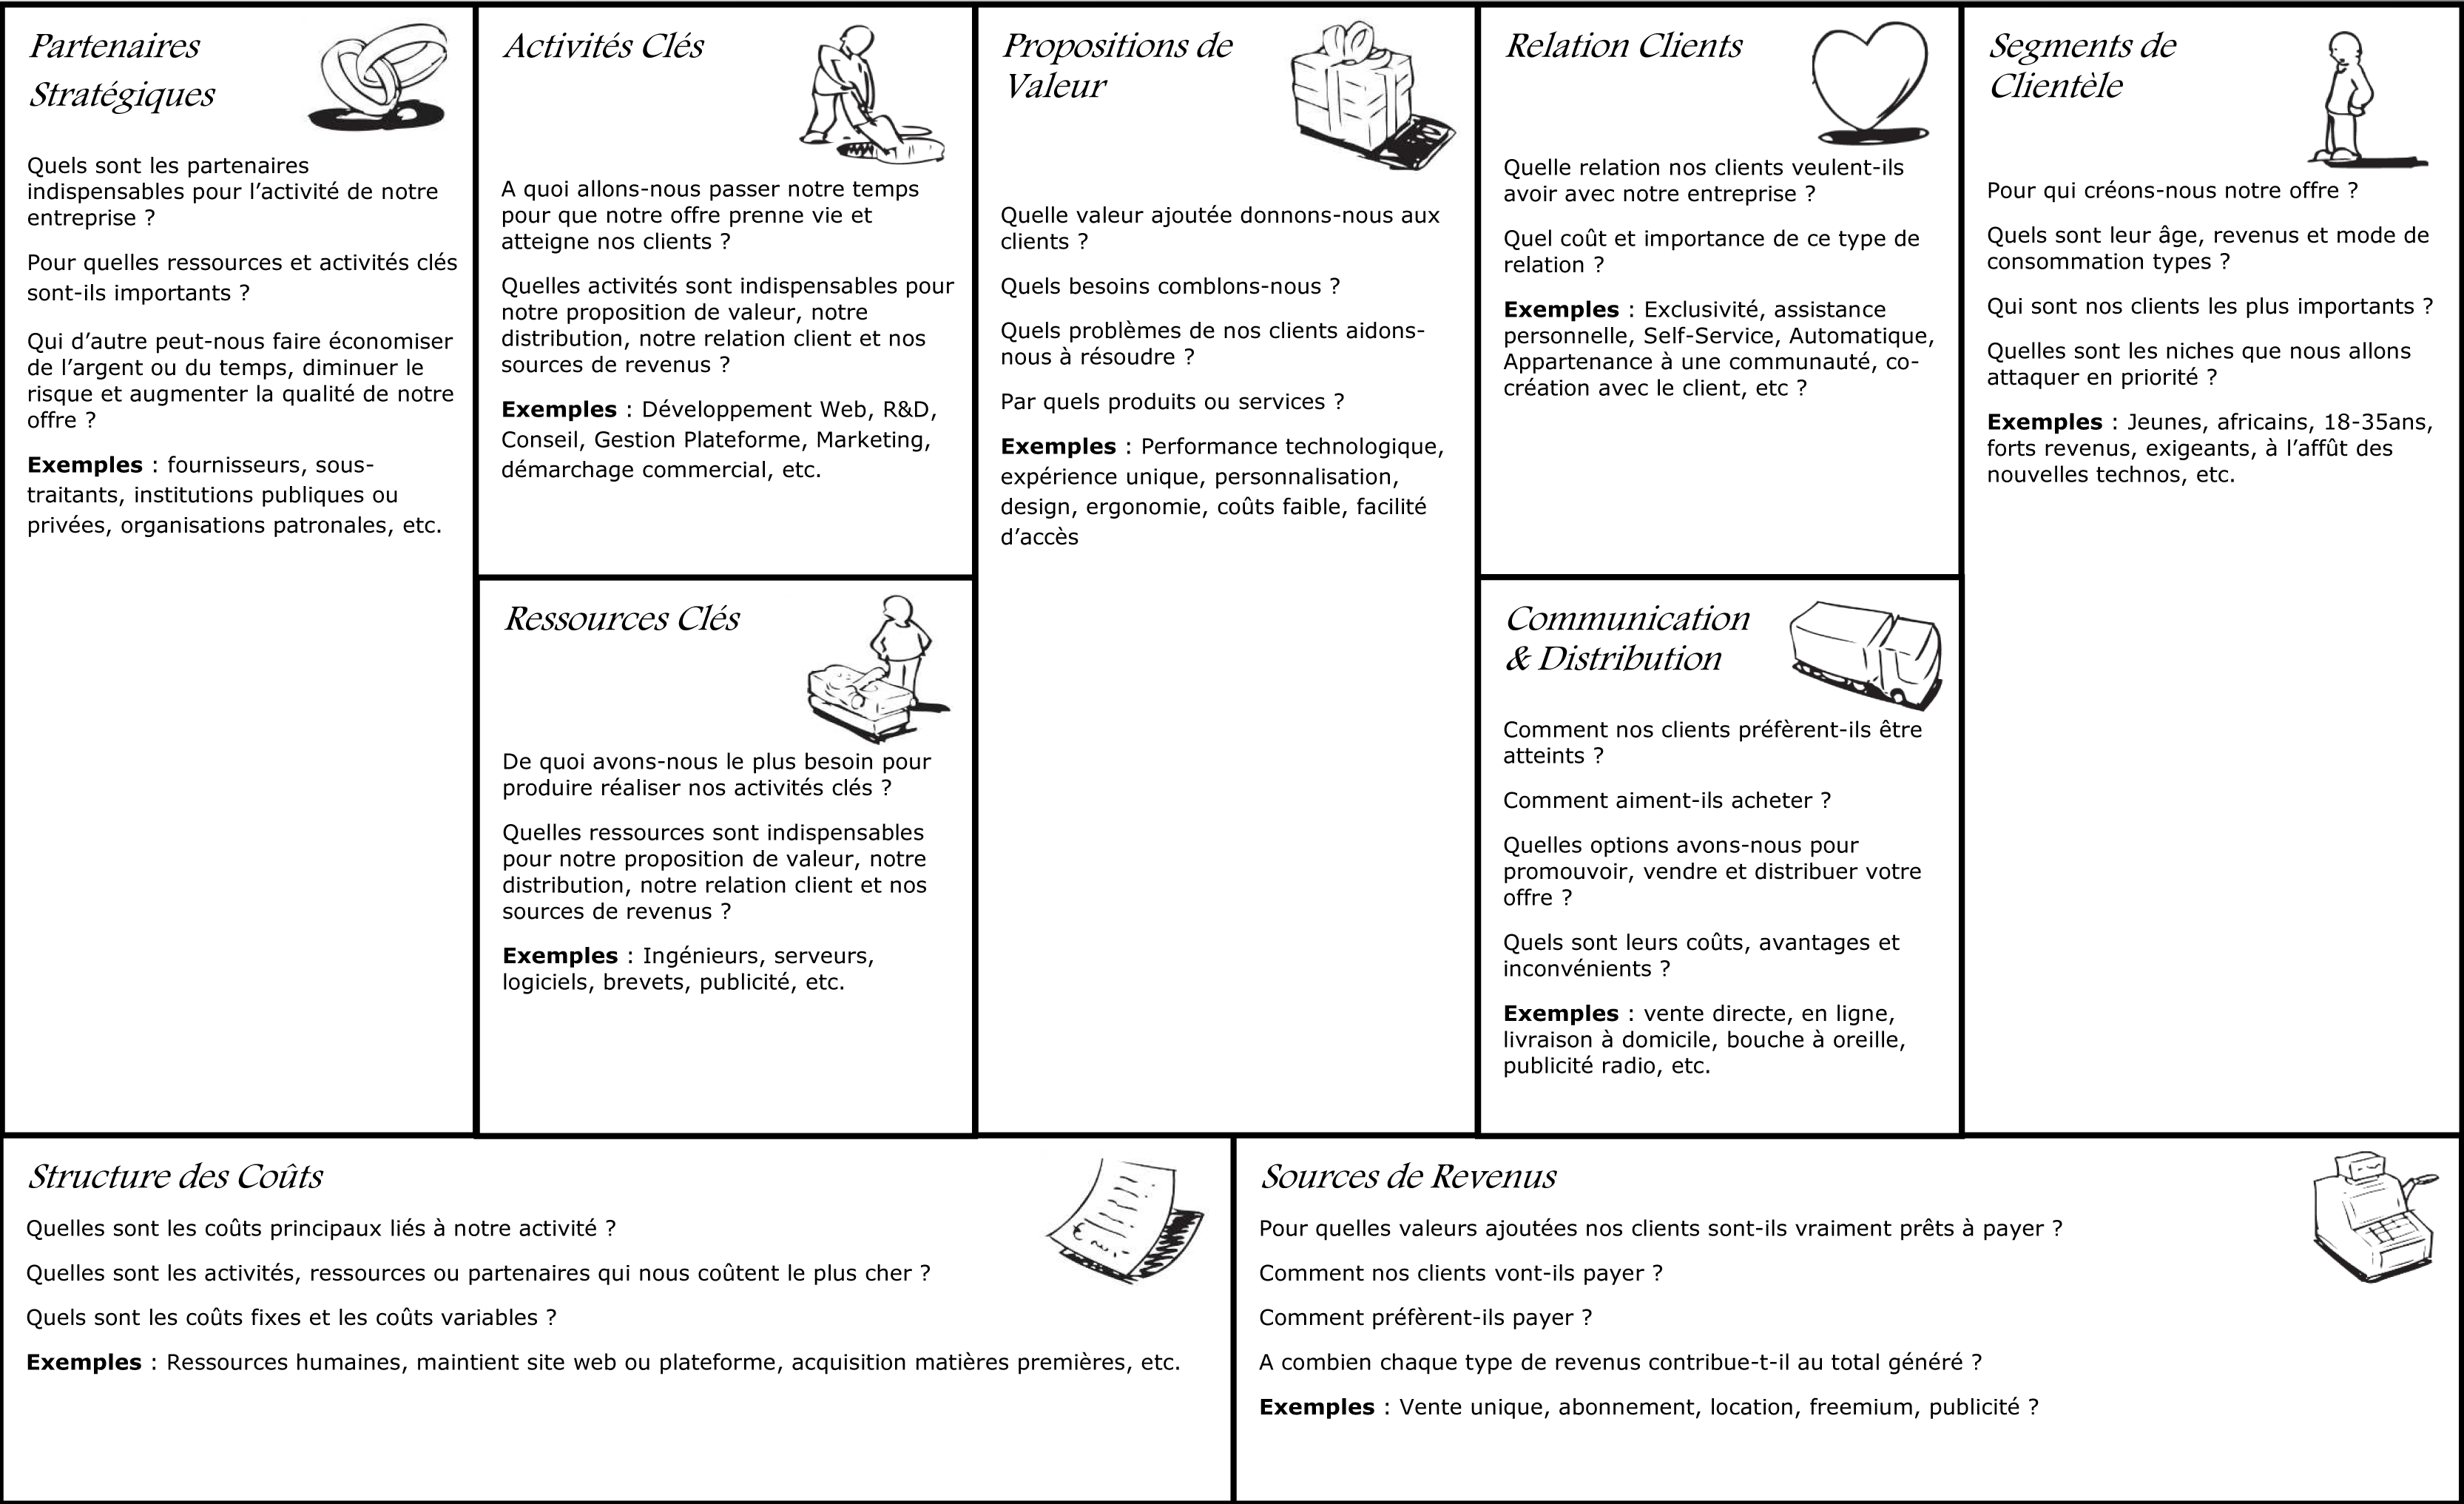 Partenaires
Stratégiques
Quels sont les partenaires
indispensables pour l’activité de notre
entreprise ?
Pour quelles ressources et activités clés
sont-ils importants ?
Qui d’autre peut-nous faire économiser
de l’argent ou du temps, diminuer le
risque et augmenter la qualité de notre
offre ?
Exemples : fournisseurs, sous-
traitants, institutions publiques ou
privées, organisations patronales, etc.
Activités Clés
A quoi allons-nous passer notre temps
pour que notre offre prenne vie et
atteigne nos clients ?
Quelles activités sont indispensables pour
notre proposition de valeur, notre
distribution, notre relation client et nos
sources de revenus ?
Exemples : Développement Web, R&D,
Conseil, Gestion Plateforme, Marketing,
démarchage commercial, etc.
Ressources Clés
De quoi avons-nous le plus besoin pour
produire réaliser nos activités clés ?
Quelles ressources sont indispensables
pour notre proposition de valeur, notre
distribution, notre relation client et nos
sources de revenus ?
Exemples : Ingénieurs, serveurs,
logiciels, brevets, publicité, etc.
Propositions de
Valeur
Quelle valeur ajoutée donnons-nous aux
clients ?
Quels besoins comblons-nous ?
Quels problèmes de nos clients aidons-
nous à résoudre ?
Par quels produits ou services ?
Exemples : Performance technologique,
expérience unique, personnalisation,
design, ergonomie, coûts faible, facilité
d’accès
Relation Clients
Quelle relation nos clients veulent-ils
avoir avec notre entreprise ?
Quel coût et importance de ce type de
relation ?
Exemples : Exclusivité, assistance
personnelle, Self-Service, Automatique,
Appartenance à une communauté, co-
création avec le client, etc ?
Communication
& Distribution
Comment nos clients préfèrent-ils être
atteints ?
Comment aiment-ils acheter ?
Quelles options avons-nous pour
promouvoir, vendre et distribuer votre
offre ?
Quels sont leurs coûts, avantages et
inconvénients ?
Exemples : vente directe, en ligne,
livraison à domicile, bouche à oreille,
publicité radio, etc.
Segments de
Clientèle
Pour qui créons-nous notre offre ?
Quels sont leur âge, revenus et mode de
consommation types ?
Qui sont nos clients les plus importants ?
Quelles sont les niches que nous allons
attaquer en priorité ?
Exemples : Jeunes, africains, 18-35ans,
forts revenus, exigeants, à l’affût des
nouvelles technos, etc.
Structure des Coûts
Quelles sont les coûts principaux liés à notre activité ?
Quelles sont les activités, ressources ou partenaires qui nous coûtent le plus cher ?
Quels sont les coûts fixes et les coûts variables ?
Exemples : Ressources humaines, maintient site web ou plateforme, acquisition matières premières, etc.
Sources de Revenus
Pour quelles valeurs ajoutées nos clients sont-ils vraiment prêts à payer ?
Comment nos clients vont-ils payer ?
Comment préfèrent-ils payer ?
A combien chaque type de revenus contribue-t-il au total généré ?
Exemples : Vente unique, abonnement, location, freemium, publicité ?